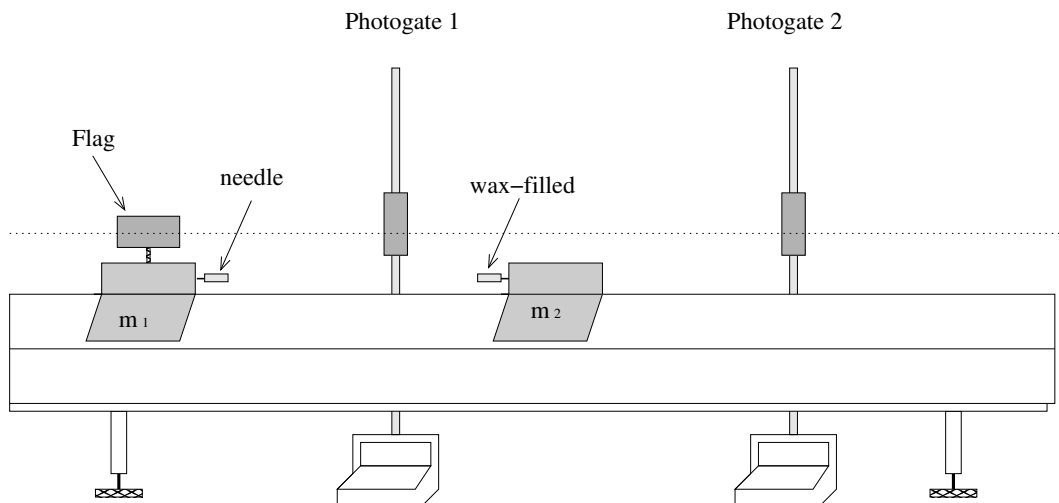 Photogate 1
Photogate 2
Flag
needle
wax−filled
m 1
m 2